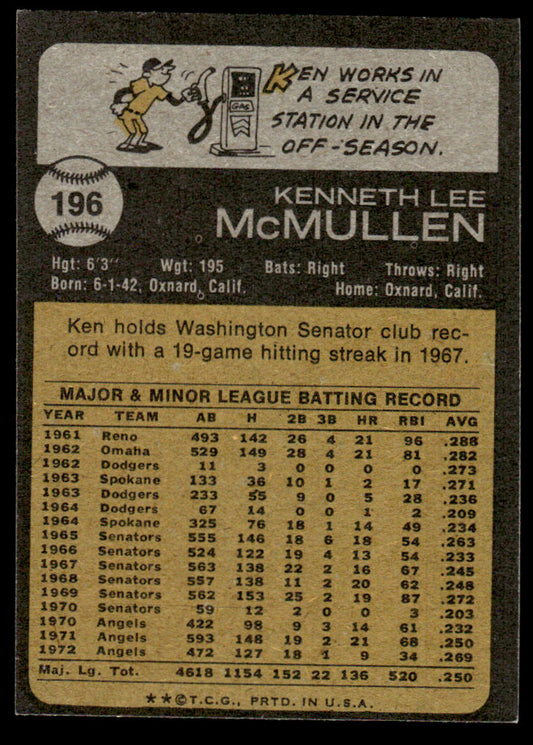 KEN WORKS IN
A SERVICE
STATION IN THE
OFF-SEASON.
GAS
196
KENNETH LEE
McMULLEN
Hgt: 6'3" Wgt: 195 Bats: Right Throws: Right
Born: 6-1-42, Oxnard, Calif. Home: Oxnard, Calif.
Ken holds Washington Senator club rec-
ord with a 19-game hitting streak in 1967.
MAJOR & MINOR LEAGUE BATTING RECORD
YEAR TEAM AB H 2B 3B HR RBI AVG
1961 Reno 493 142 26 4 21 96 .288
1962 Omaha 529 149 28 4 21 81 .282
1962 Dodgers 11 3 0 0 0 0 .273
1963 Spokane 133 36 10 1 2 17 .271
1963 Dodgers 233 55 9 0 5 28 .236
1964 Dodgers 67 14 0 0 1 2 .209
1964 Spokane 325 76 18 1 14 49 .234
1965 Senators 555 146 18 6 18 54 .263
1966 Senators 524 122 19 4 13 54 .233
1967 Senators 563 138 22 2 16 67 .245
1968 Senators 557 138 11 2 20 62 .248
1969 Senators 562 153 25 2 19 87 .272
1970 Senators 59 12 2 0 0 3 .203
1970 Angels 422 98 9 3 14 61 .232
1971 Angels 593 148 19 2 21 68 .250
1972 Angels 472 127 18 1 9 34 .269
Maj. Lg. Tot. 4618 1154 152 22 136 520 .250
★★©T.C.G., PRTD. IN U.S.A.